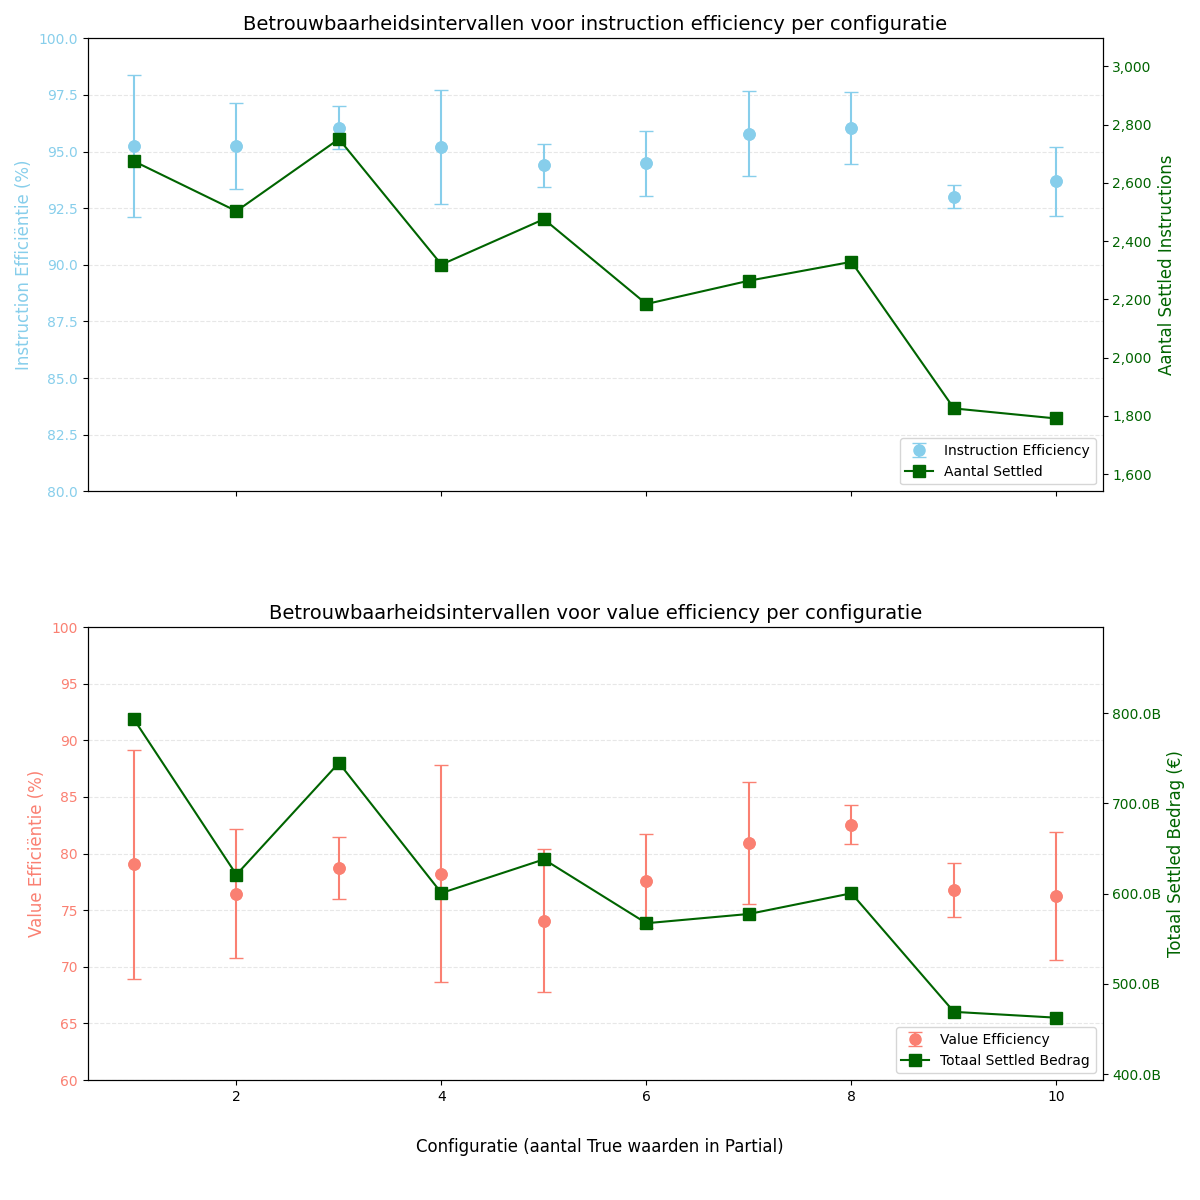 Betrouwbaarheidsintervallen voor instruction efficiency per configuratie
Instruction Efficiëntie (%)
100.0
97.5
95.0
92.5
90.0
87.5
85.0
82.5
80.0
3,000
2,800
2,600
2,400
2,200
2,000
1,800
1,600
Aantal Settled Instructions
Instruction Efficiency
Aantal Settled
Betrouwbaarheidsintervallen voor value efficiency per configuratie
Value Efficiëntie (%)
100
95
90
85
80
75
70
65
60
800.0B
700.0B
600.0B
500.0B
400.0B
Totaal Settled Bedrag (€)
Value Efficiency
Totaal Settled Bedrag
2 4 6 8 10
Configuratie (aantal True waarden in Partial)